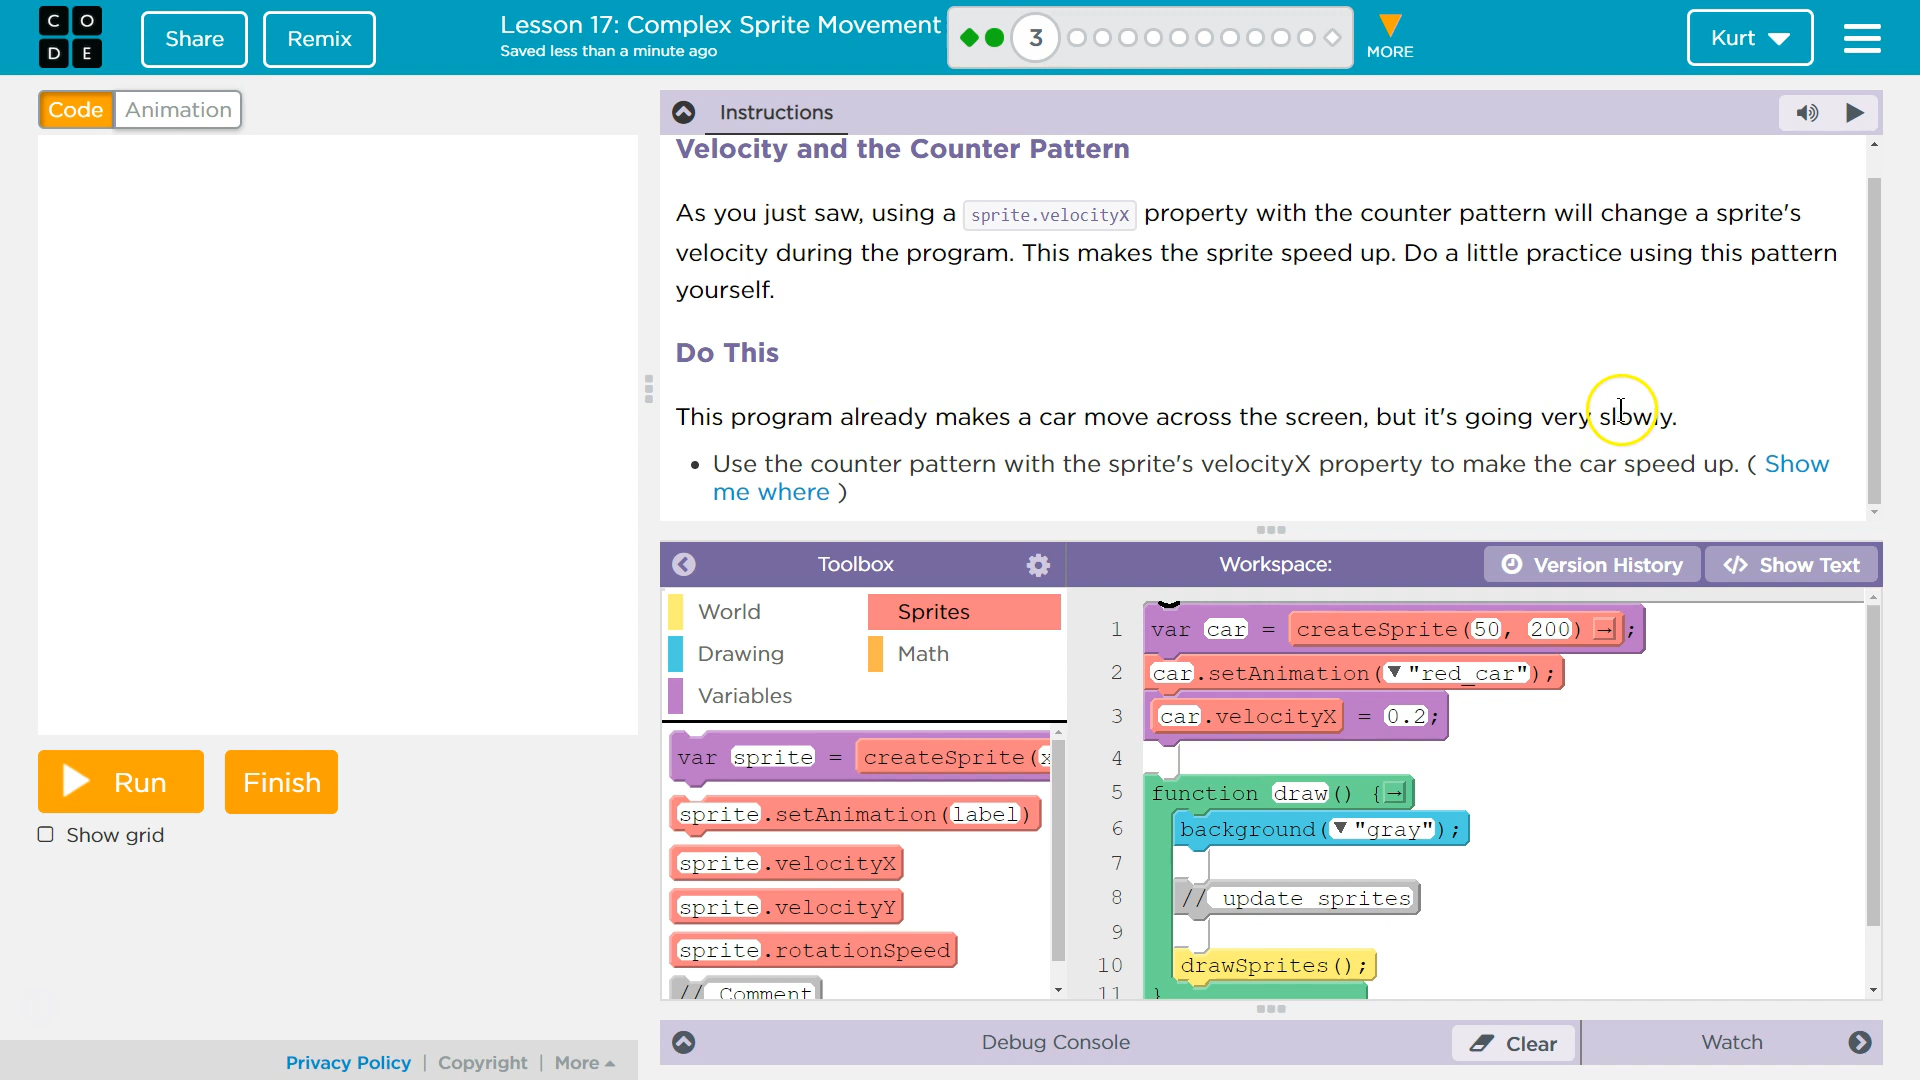 C O
D E
Share
Remix
Lesson 17: Complex Sprite Movement
Saved less than a minute ago
3
MORE
Kurt
Code
Animation
Instructions
Velocity and the Counter Pattern
As you just saw, using a sprite.velocityX property with the counter pattern will change a sprite's
velocity during the program. This makes the sprite speed up. Do a little practice using this pattern
yourself.
Do This
This program already makes a car move across the screen, but it's going very slowly.
• Use the counter pattern with the sprite's velocityX property to make the car speed up. ( Show
me where )
Run
Finish
Show grid
Toolbox
World
Sprites
Drawing
Math
Variables
var sprite = createSprite(x
sprite.setAnimation(label)
sprite.velocityX
sprite.velocityY
sprite.rotationSpeed
// Comment
Workspace:
Version History
</> Show Text
1 var car = createSprite(50, 200) → ;
2 car.setAnimation(▼ "red_car");
3 car.velocityX = 0.2;
4
5 function draw() { →
6 background(▼ "gray");
7
8 // update sprites
9
10 drawSprites();
11 }
Debug Console
Clear
Watch
Privacy Policy | Copyright | More